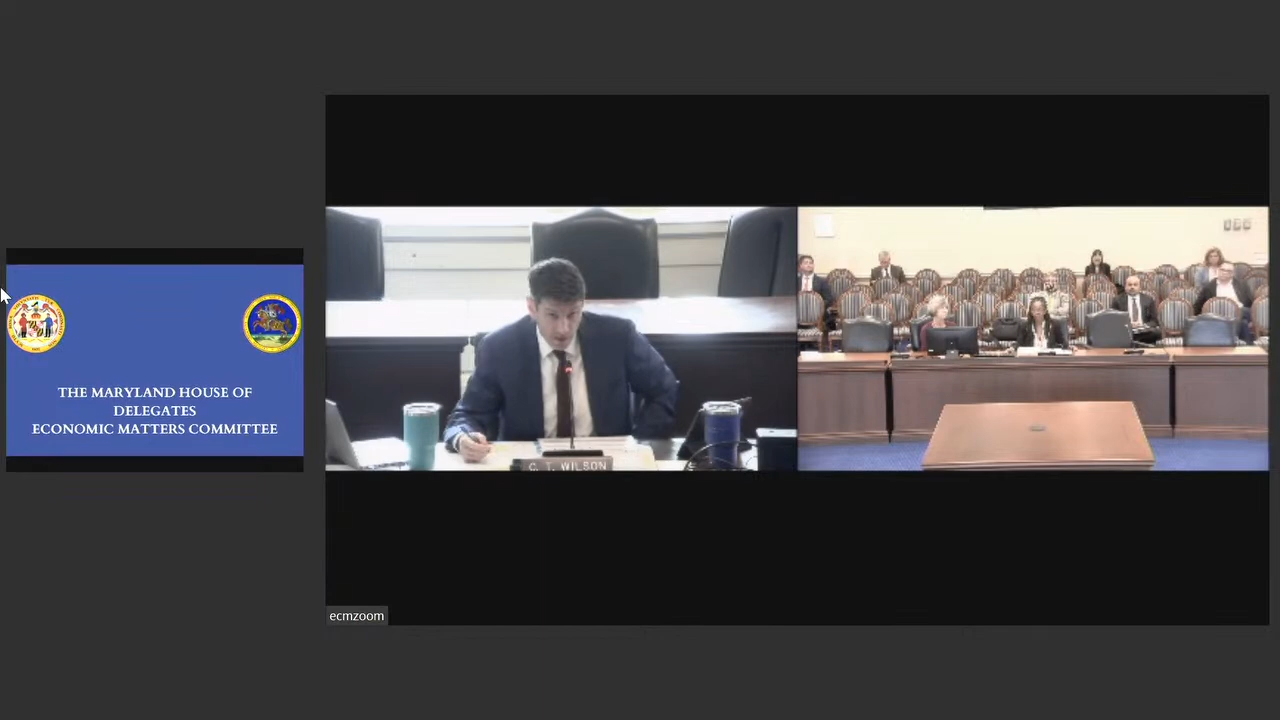 THE MARYLAND HOUSE OF
DELEGATES
ECONOMIC MATTERS COMMITTEE
C. T. WILSON
ecmzoom